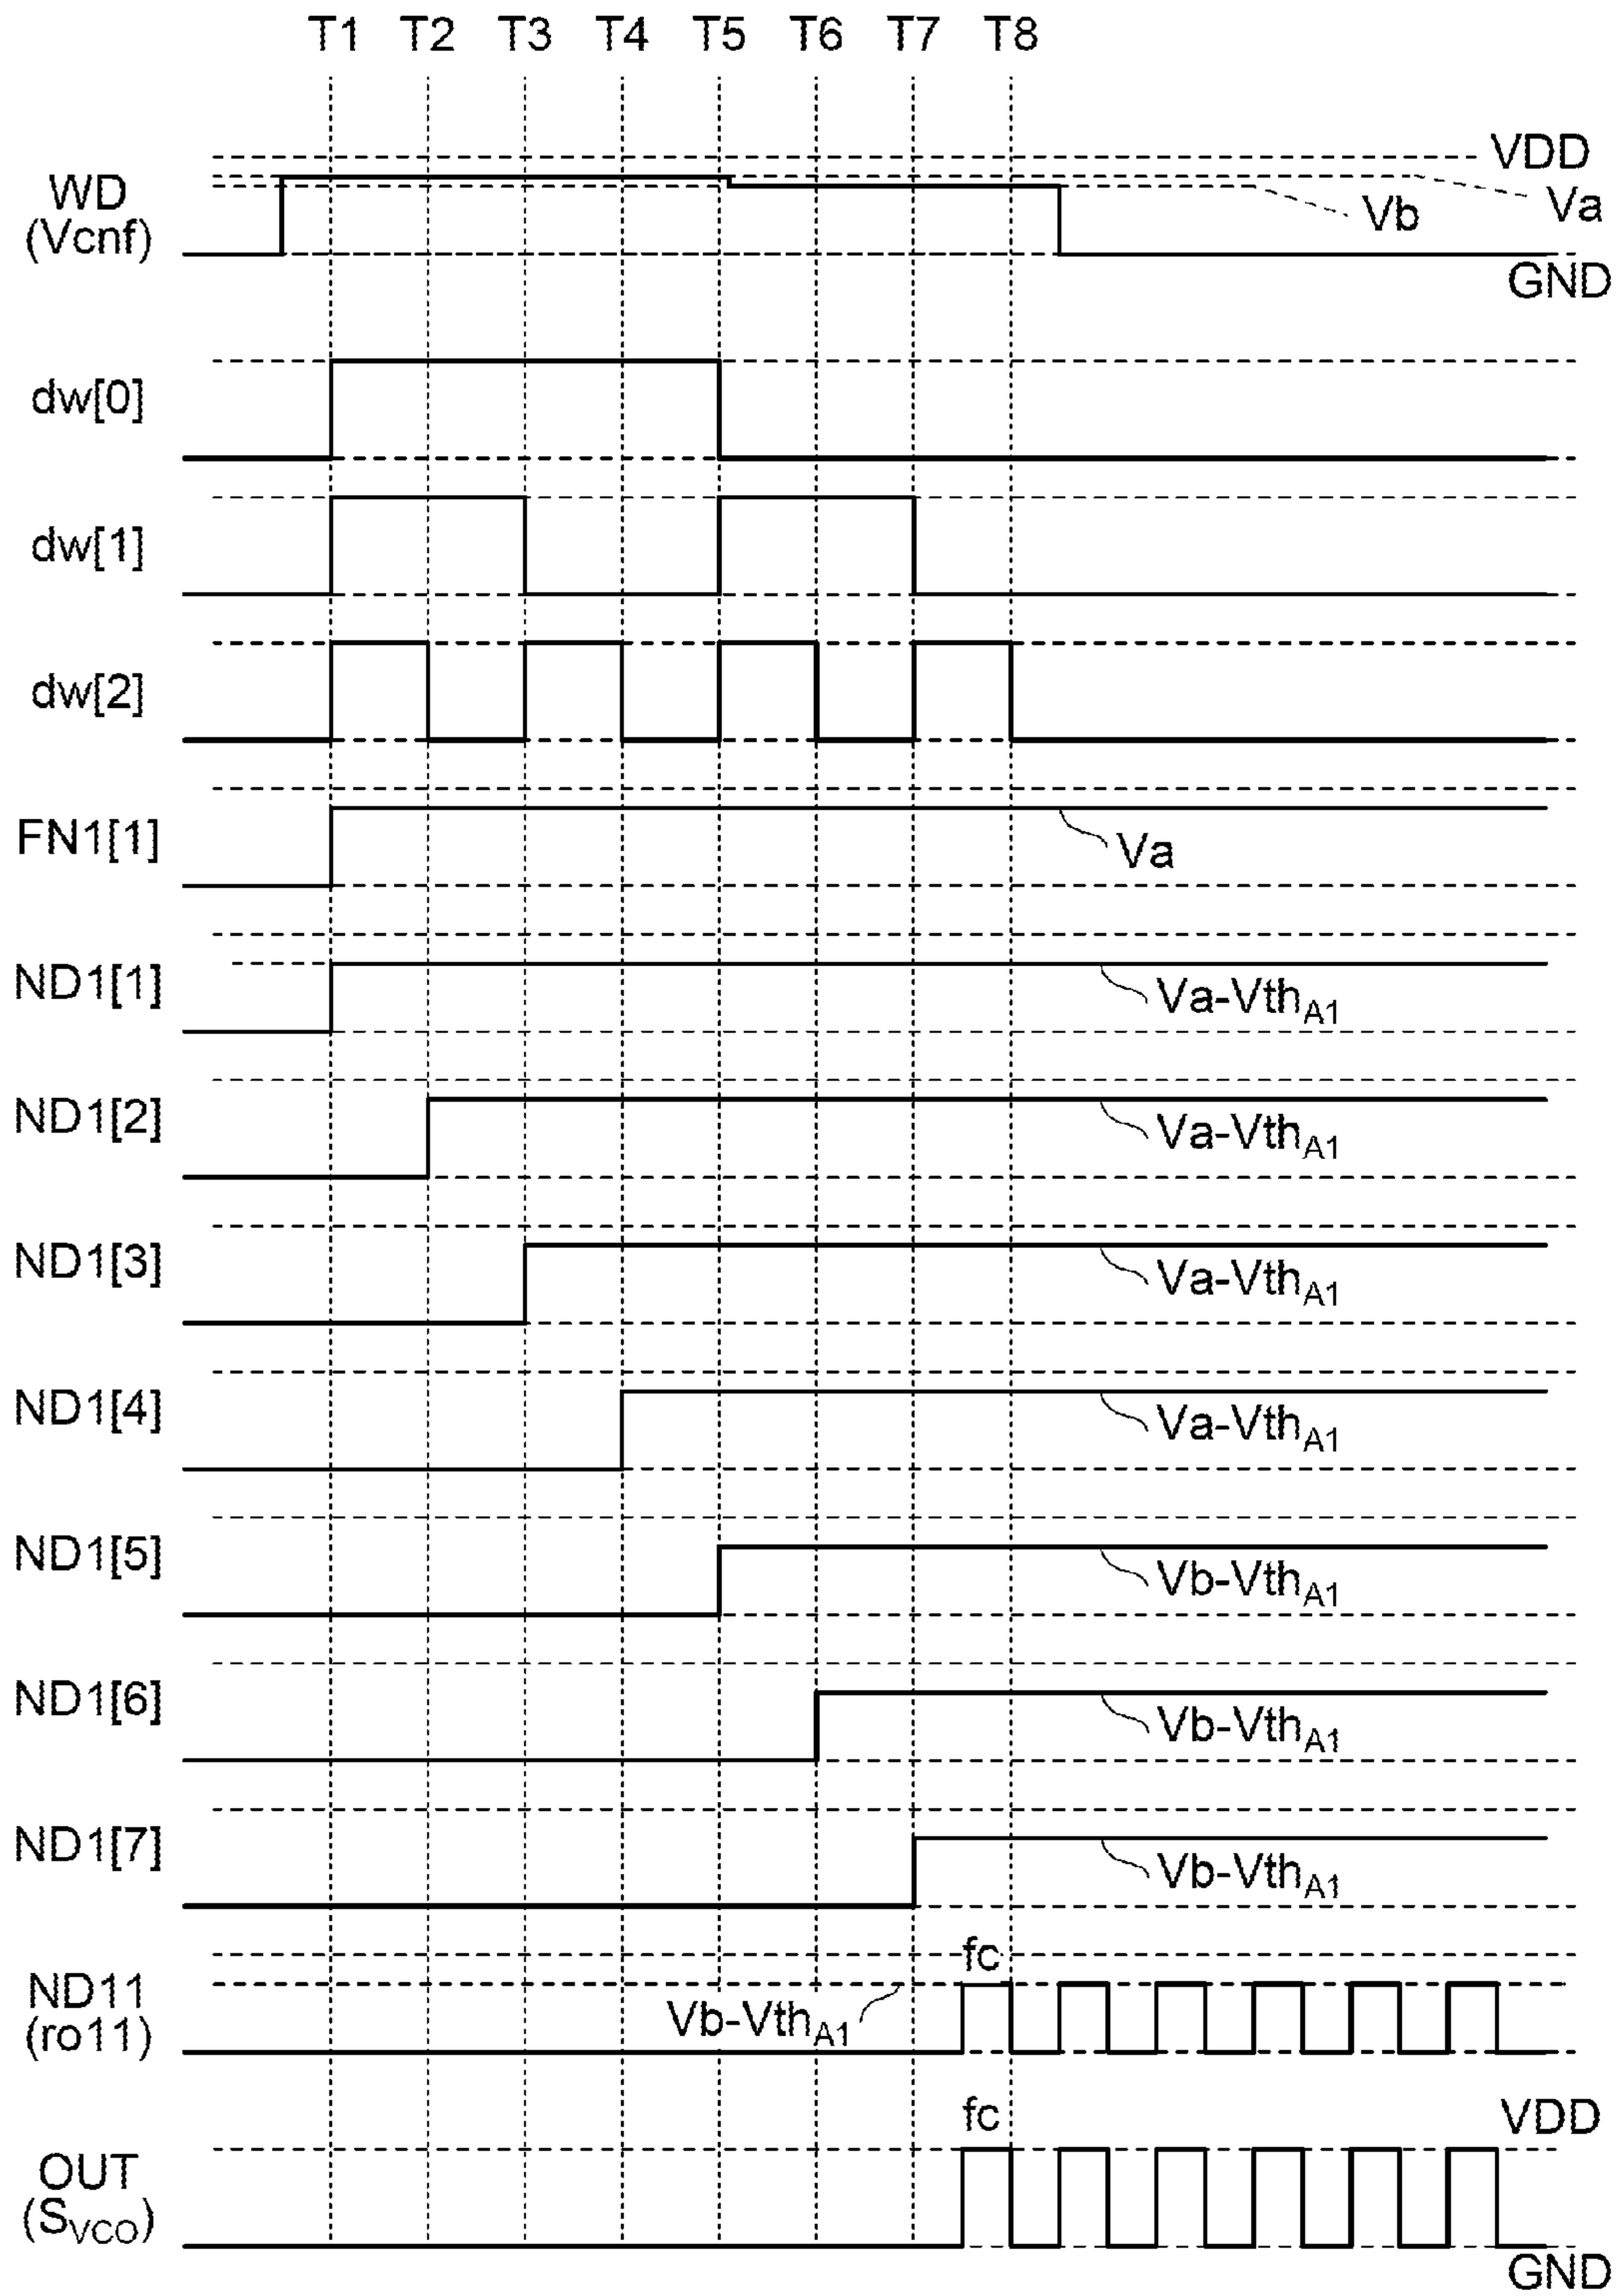 T1 T2 T3 T4 T5 T6 T7 T8
VDD
WD
(Vcnf)
Vb
Va
GND
dw[0]
dw[1]
dw[2]
FN1[1]
Va
ND1[1]
Va-VthA1
ND1[2]
Va-VthA1
ND1[3]
Va-VthA1
ND1[4]
Va-VthA1
ND1[5]
Vb-VthA1
ND1[6]
Vb-VthA1
ND1[7]
Vb-VthA1
fc
ND11
(ro11)
Vb-VthA1
fc
VDD
OUT
(SVCO)
GND